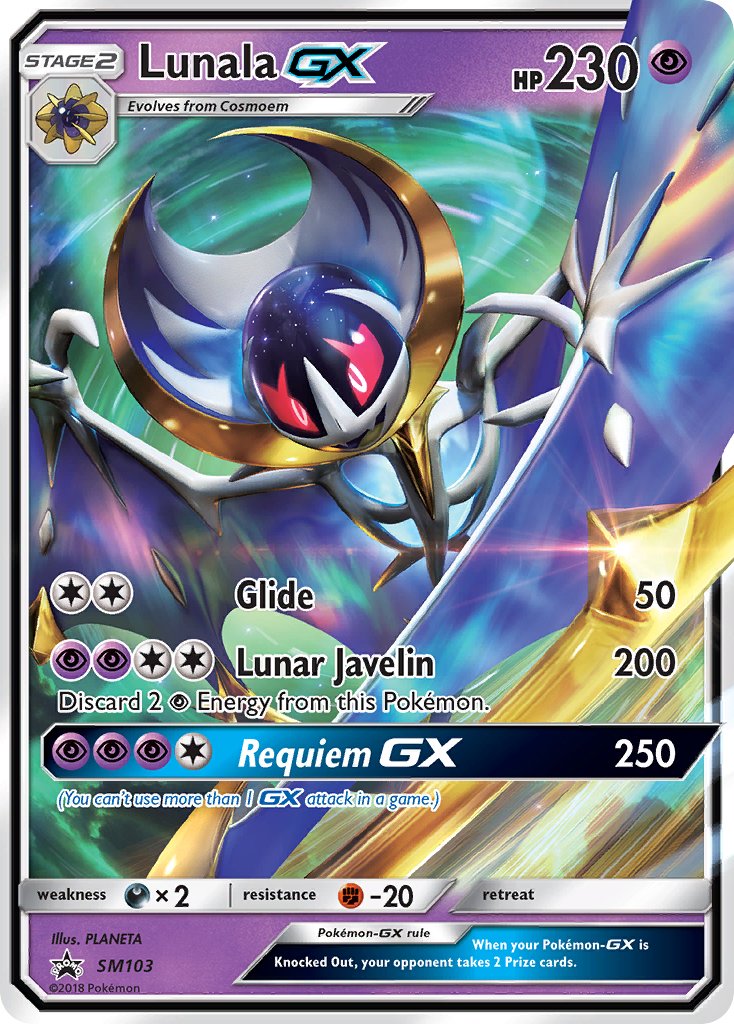 STAGE2 Lunala GX HP230
Evolves from Cosmoem
Glide 50
Lunar Javelin 200
Discard 2 Energy from this Pokémon.
Requiem GX 250
(You can't use more than 1 GX attack in a game.)
weakness ×2 resistance -20 retreat
Illus. PLANETA
Pokémon-GX rule
When your Pokémon-GX is
Knocked Out, your opponent takes 2 Prize cards.
PROMO SM103
©2018 Pokémon